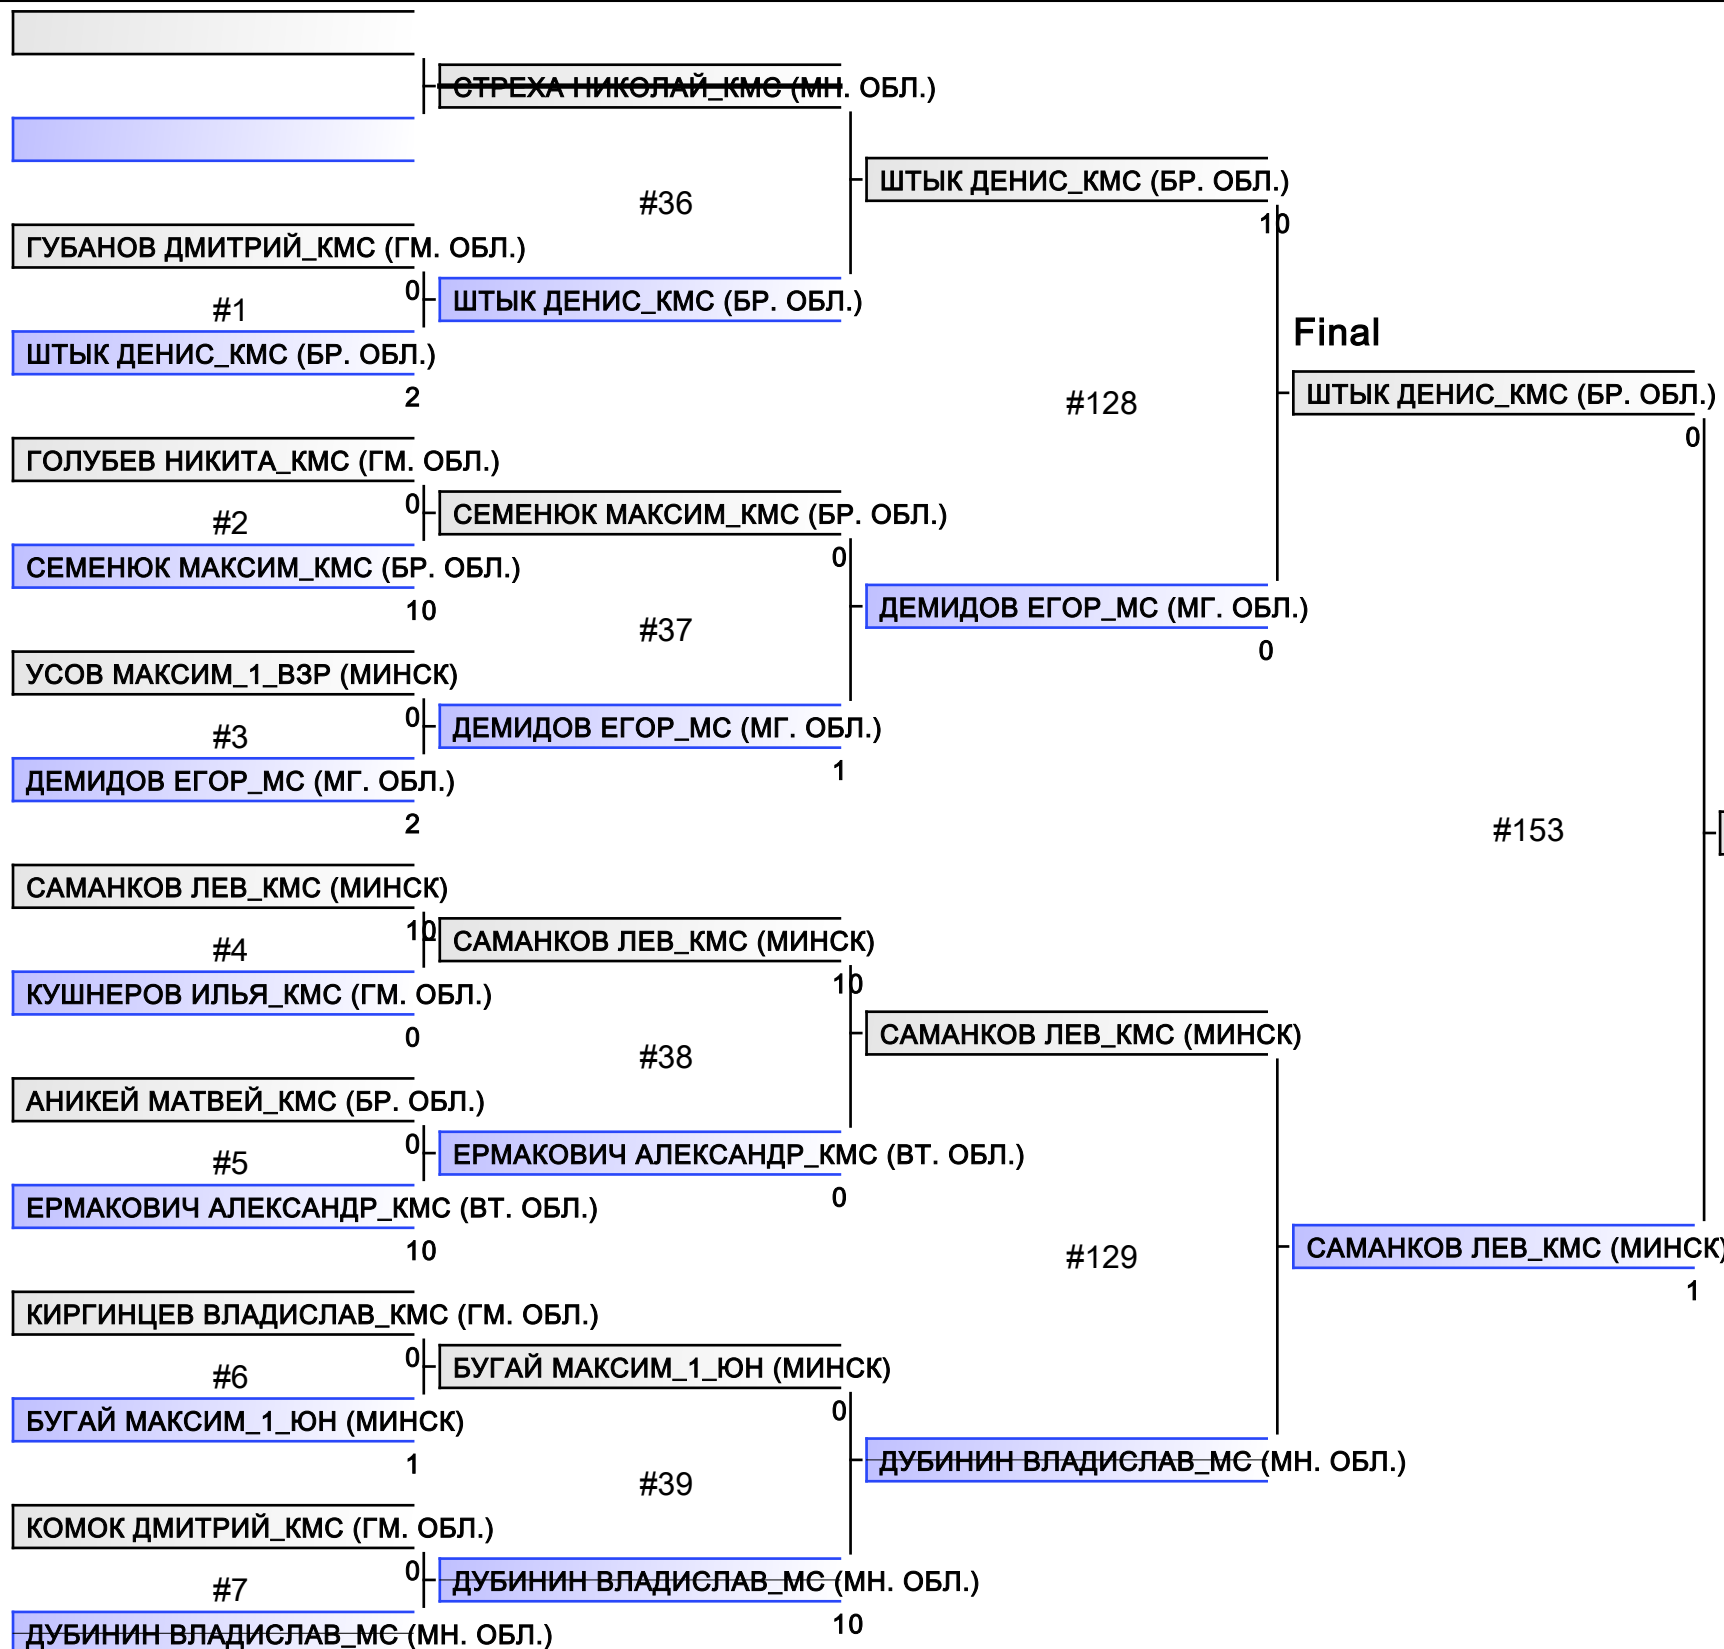 СТРЕХА НИКОЛАЙ_КМС (МН. ОБЛ.)
#36
ШТЫК ДЕНИС_КМС (БР. ОБЛ.)
10
ГУБАНОВ ДМИТРИЙ_КМС (ГМ. ОБЛ.)
0
#1
ШТЫК ДЕНИС_КМС (БР. ОБЛ.)
ШТЫК ДЕНИС_КМС (БР. ОБЛ.)
2
Final
#128
ШТЫК ДЕНИС_КМС (БР. ОБЛ.)
0
ГОЛУБЕВ НИКИТА_КМС (ГМ. ОБЛ.)
0
#2
СЕМЕНЮК МАКСИМ_КМС (БР. ОБЛ.)
0
СЕМЕНЮК МАКСИМ_КМС (БР. ОБЛ.)
10
#37
ДЕМИДОВ ЕГОР_МС (МГ. ОБЛ.)
0
УСОВ МАКСИМ_1_ВЗР (МИНСК)
0
#3
ДЕМИДОВ ЕГОР_МС (МГ. ОБЛ.)
1
ДЕМИДОВ ЕГОР_МС (МГ. ОБЛ.)
2
#153
САМАНКОВ ЛЕВ_КМС (МИНСК)
10
#4
САМАНКОВ ЛЕВ_КМС (МИНСК)
10
КУШНЕРОВ ИЛЬЯ_КМС (ГМ. ОБЛ.)
0
#38
САМАНКОВ ЛЕВ_КМС (МИНСК)
АНИКЕЙ МАТВЕЙ_КМС (БР. ОБЛ.)
0
#5
ЕРМАКОВИЧ АЛЕКСАНДР_КМС (ВТ. ОБЛ.)
0
ЕРМАКОВИЧ АЛЕКСАНДР_КМС (ВТ. ОБЛ.)
10
#129
САМАНКОВ ЛЕВ_КМС (МИНСК)
1
КИРГИНЦЕВ ВЛАДИСЛАВ_КМС (ГМ. ОБЛ.)
0
#6
БУГАЙ МАКСИМ_1_ЮН (МИНСК)
0
БУГАЙ МАКСИМ_1_ЮН (МИНСК)
1
#39
ДУБИНИН ВЛАДИСЛАВ_МС (МН. ОБЛ.)
КОМОК ДМИТРИЙ_КМС (ГМ. ОБЛ.)
0
#7
ДУБИНИН ВЛАДИСЛАВ_МС (МН. ОБЛ.)
10
ДУБИНИН ВЛАДИСЛАВ_МС (МН. ОБЛ.)